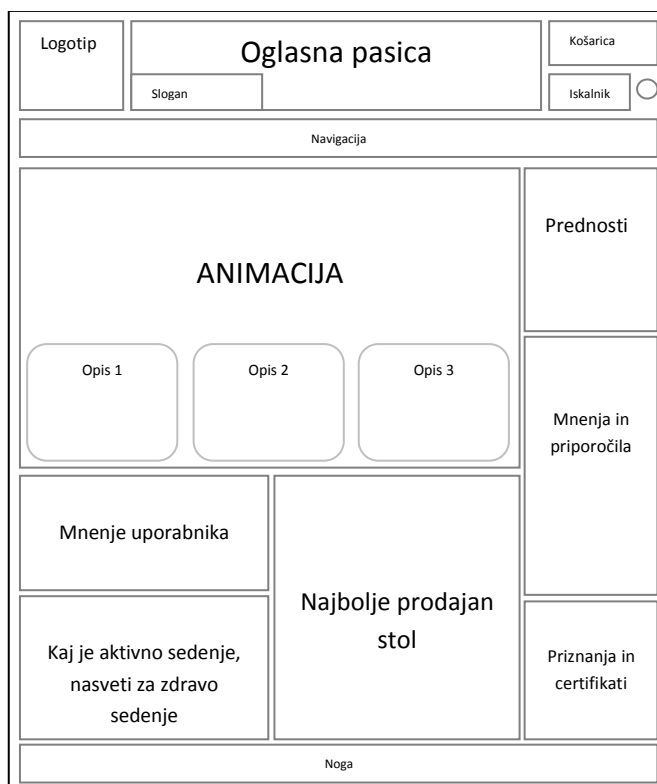 Logotip
Oglasna pasica
Slogan
Košarica
Iskalnik
Navigacija
ANIMACIJA
Opis 1
Opis 2
Opis 3
Prednosti
Mnenja in
priporočila
Mnenje uporabnika
Najbolje prodajan
stol
Kaj je aktivno sedenje,
nasveti za zdravo
sedenje
Priznanja in
certifikati
Noga